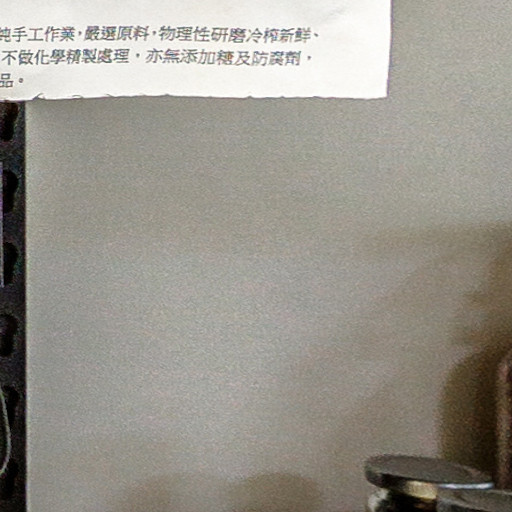 純手工作業，嚴選原料，物理性研磨冷榨新鮮、
不做化學精製處理，亦無添加糖及防腐劑，
品。